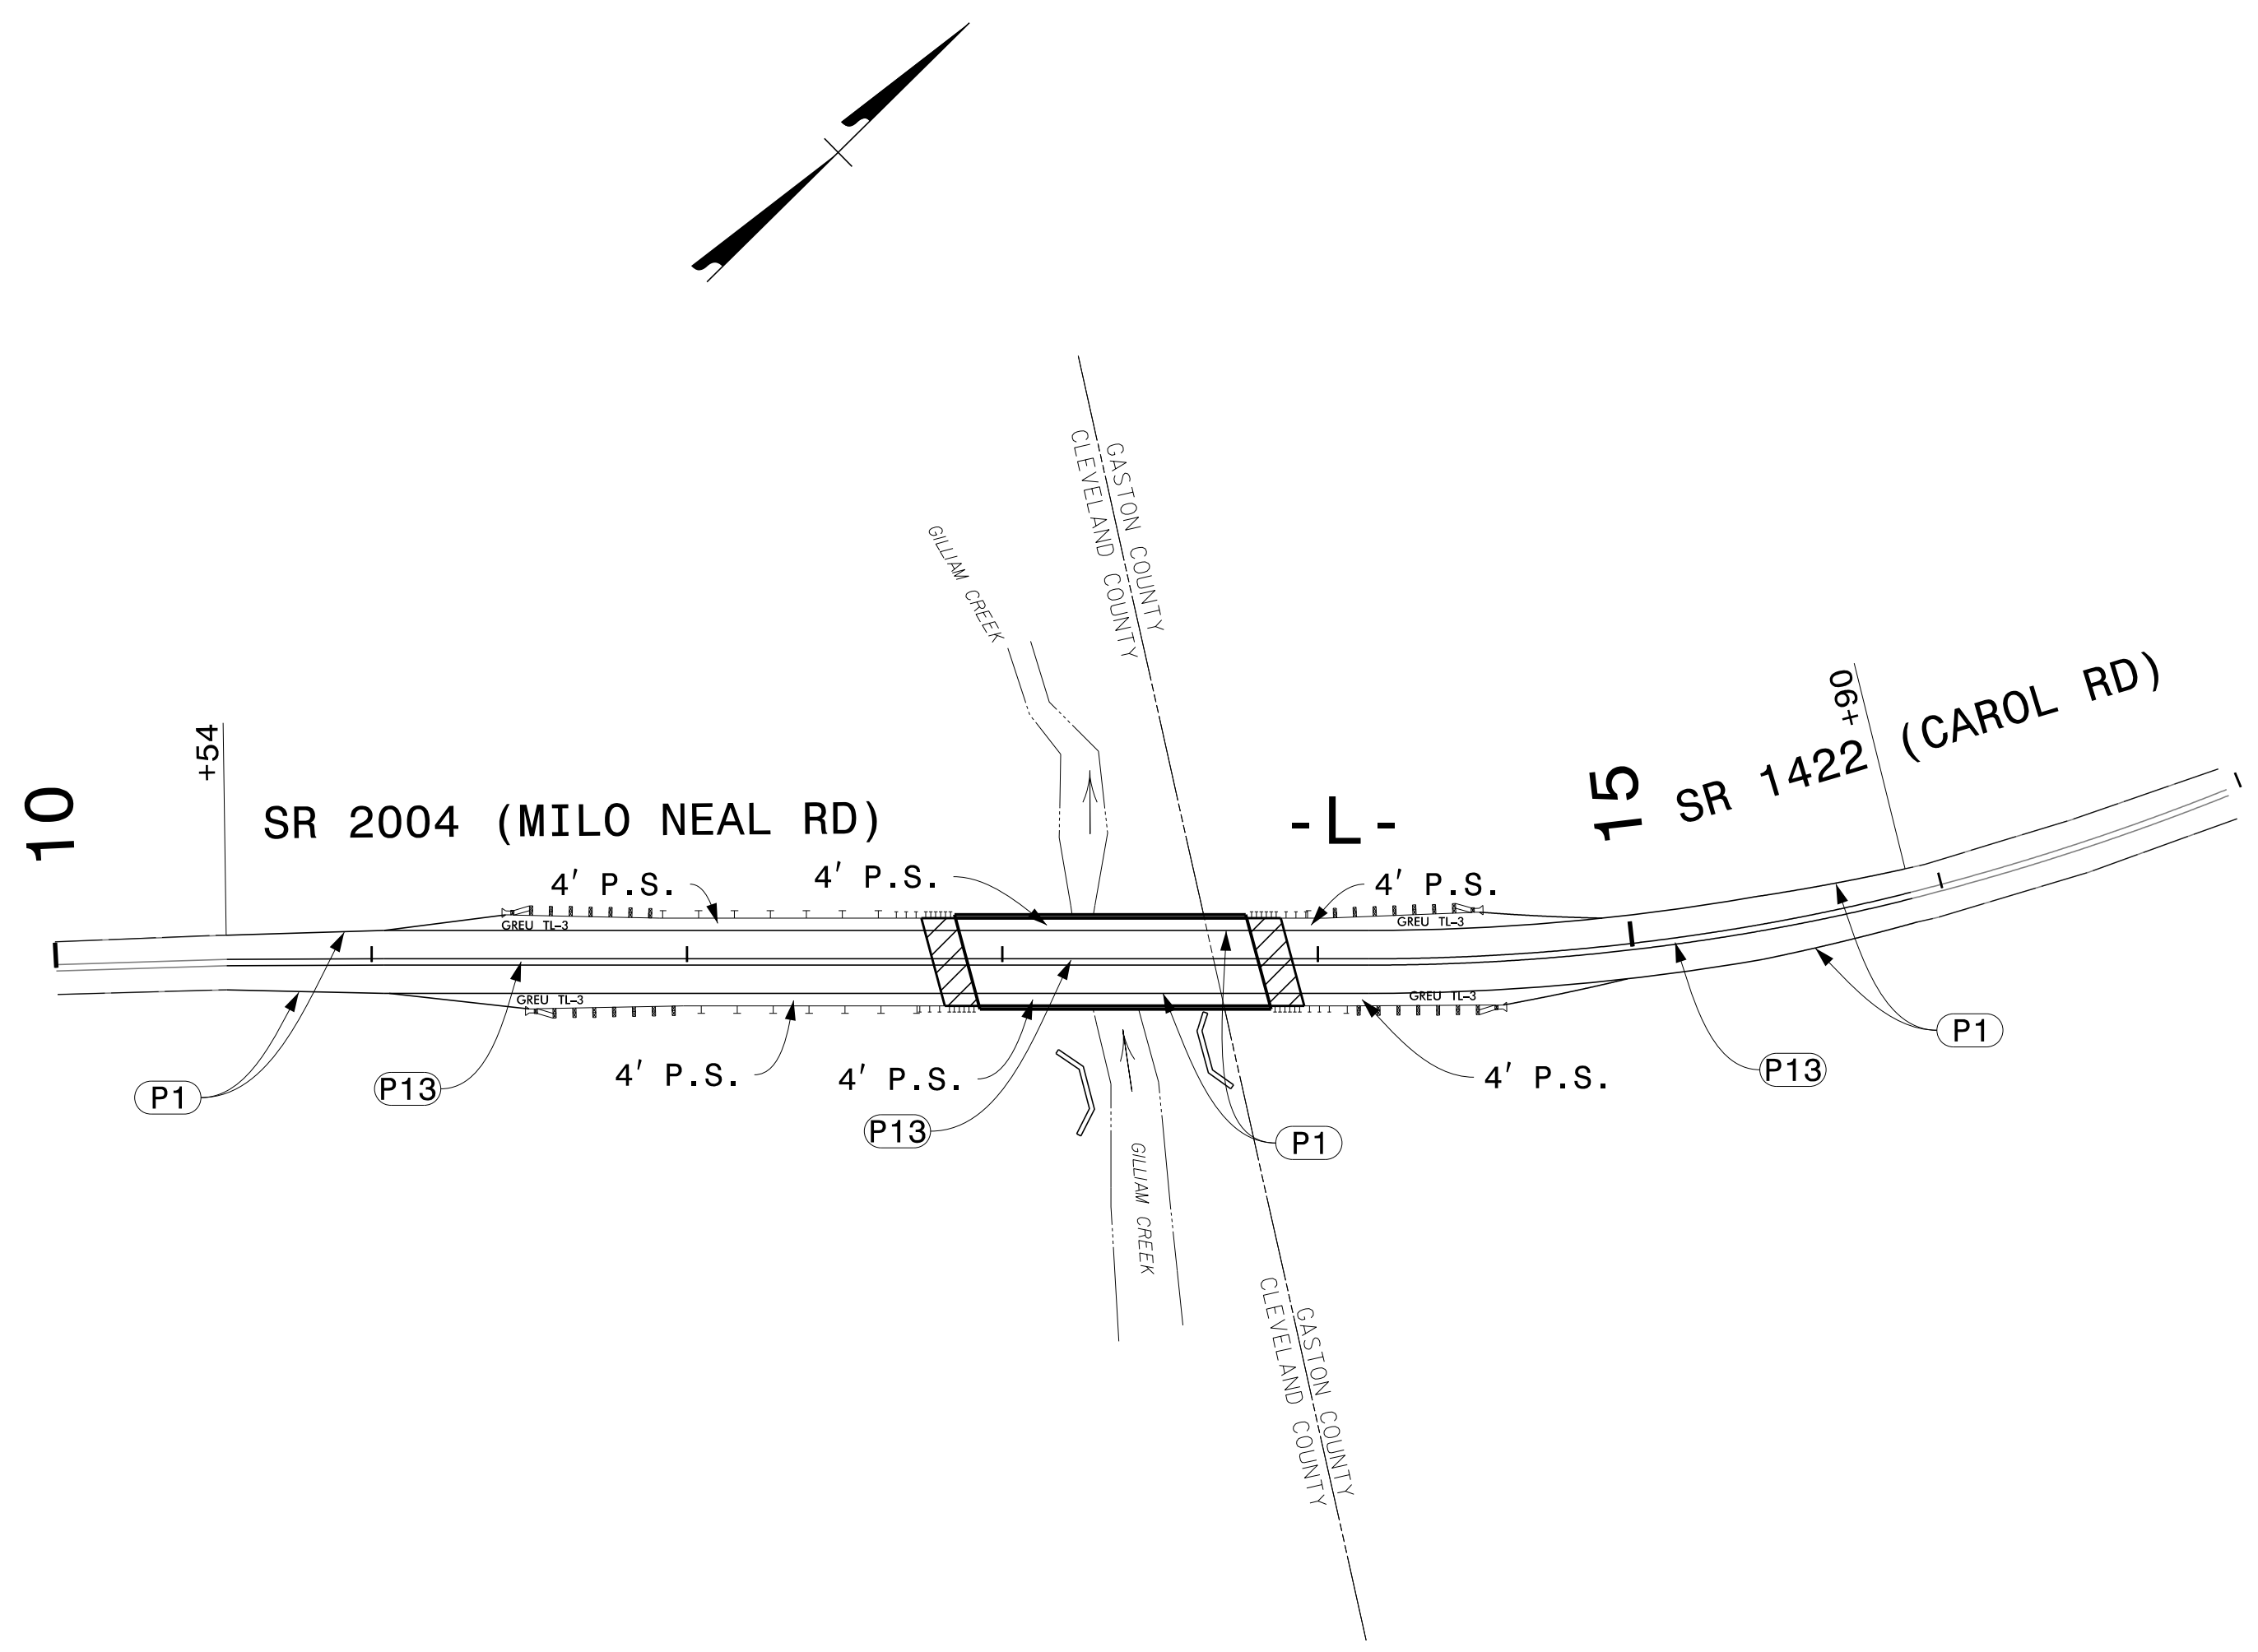 GASTON COUNTY
CLEVELAND COUNTY
GILLIAM CREEK
SR 1422 (CAROL RD)
+90
+54
10
SR 2004 (MILO NEAL RD)
-L-
15
4' P.S.
4' P.S.
4' P.S.
GREU TL-3
GREU TL-3
GREU TL-3
GREU TL-3
4' P.S.
4' P.S.
4' P.S.
P1
P13
P13
P1
P13
P1
GILLIAM CREEK
GASTON COUNTY
CLEVELAND COUNTY